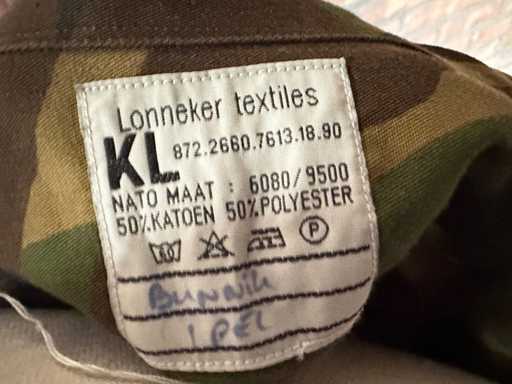 Lonneker textiles
KL 872.2660.7613.18.90
NATO MAAT : 6080/9500
50%KATOEN 50%POLYESTER
P
BUNNIK
1 PEL